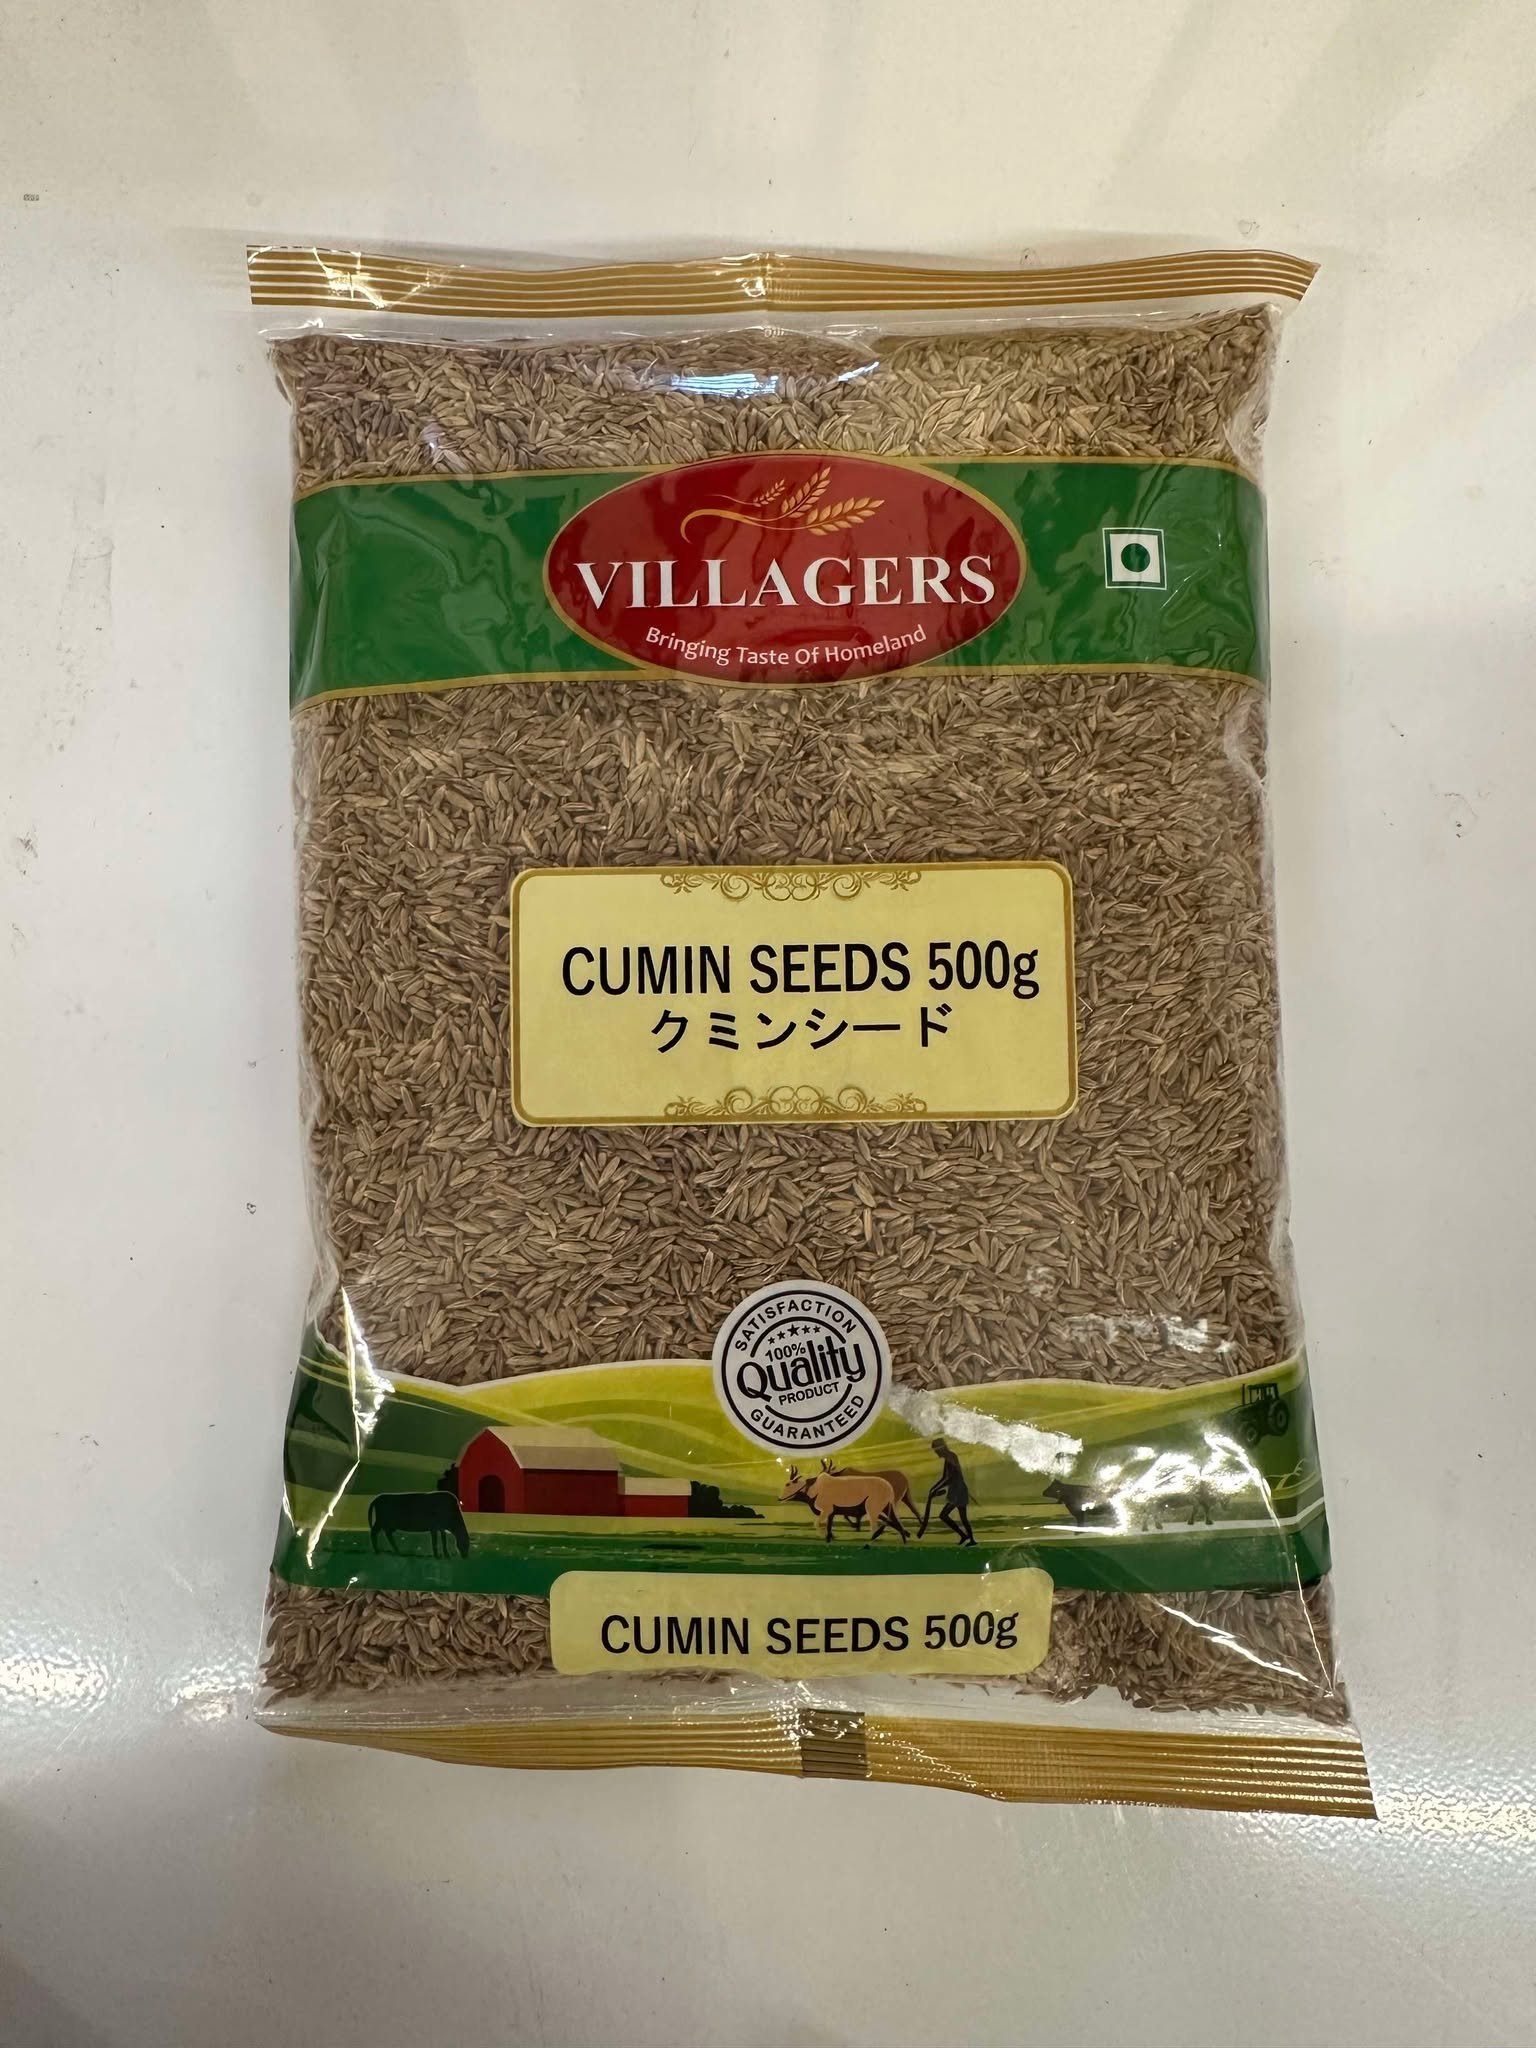 VILLAGERS
Bringing Taste Of Homeland
CUMIN SEEDS 500g
クミンシード
SATISFACTION
100%
Quality
PRODUCT
GUARANTEED
CUMIN SEEDS 500g